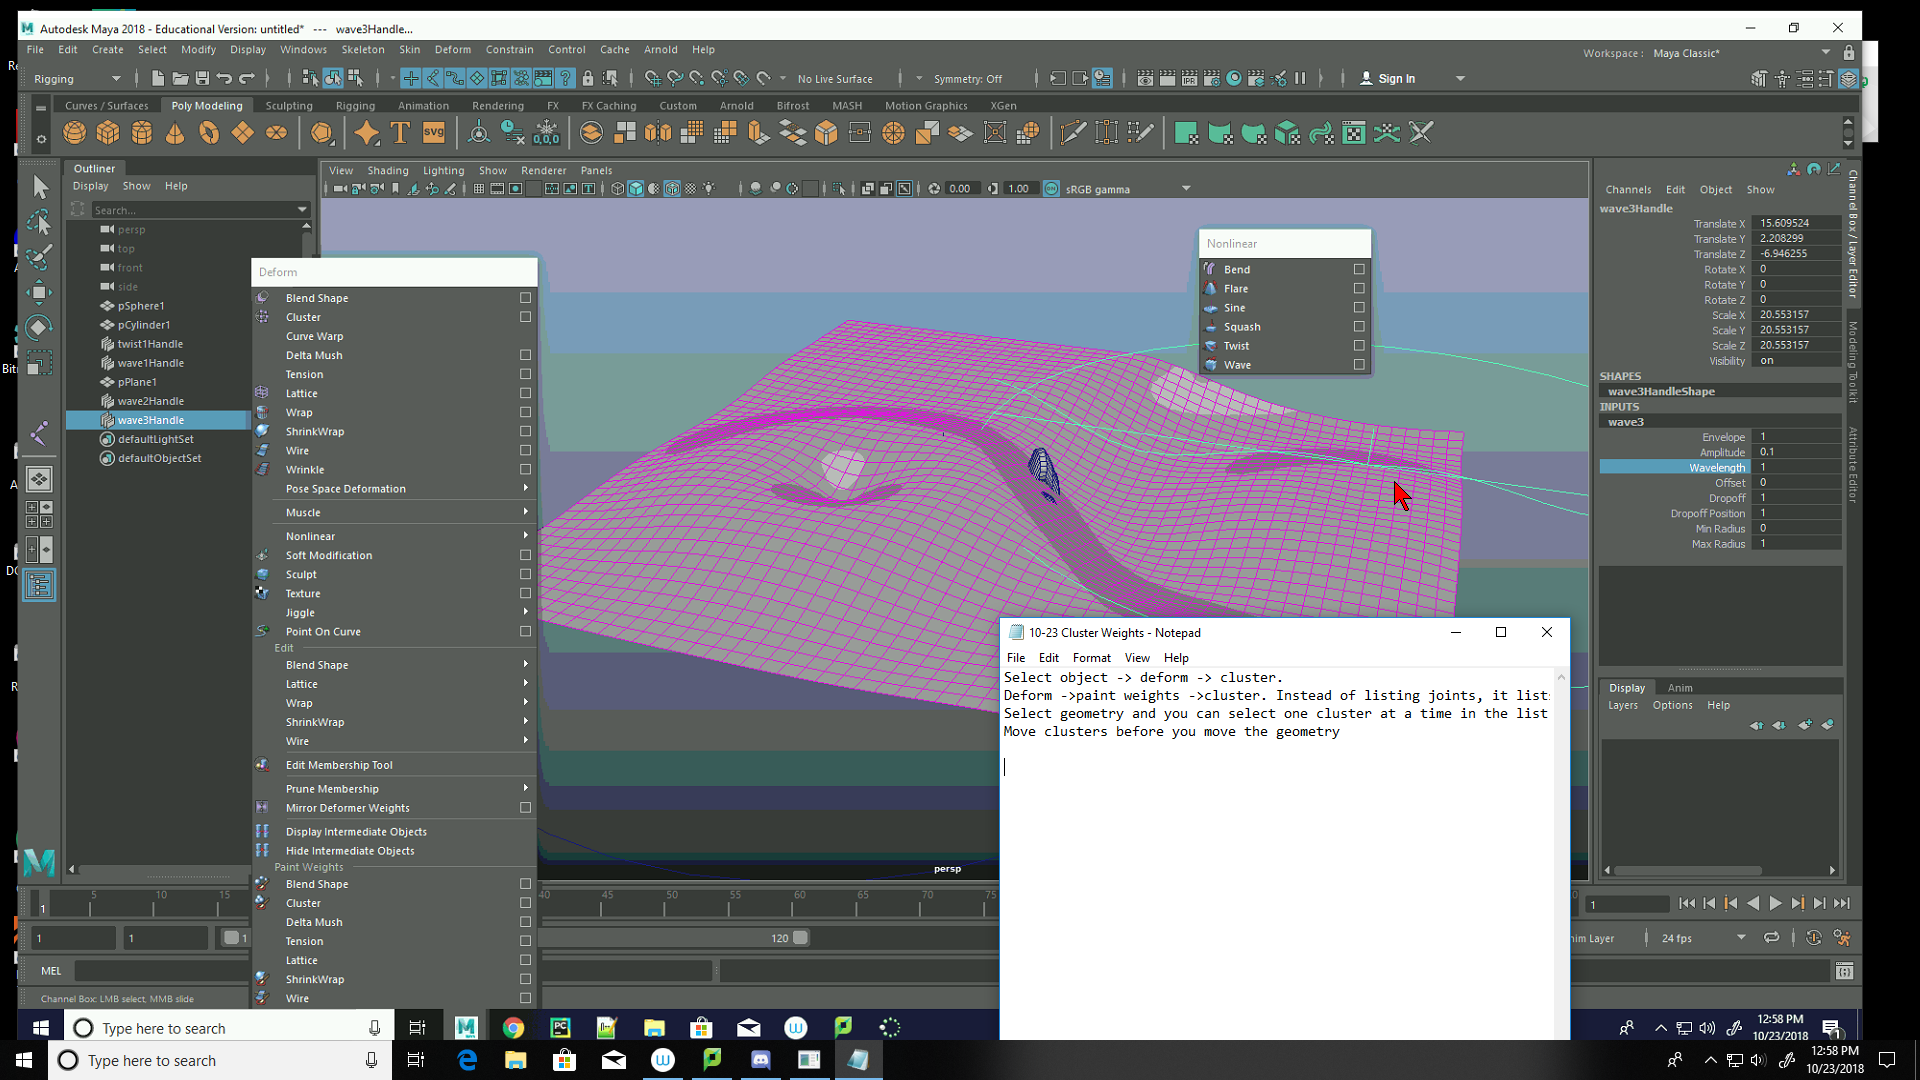 Autodesk Maya 2018 - Educational Version: untitled*   ---   wave3Handle...
File Edit Create Select Modify Display Windows Skeleton Skin Deform Constrain Control Cache Arnold Help
Workspace : Maya Classic*
Rigging
No Live Surface
Symmetry: Off
Sign In
Curves / Surfaces Poly Modeling Sculpting Rigging Animation Rendering FX FX Caching Custom Arnold Bifrost MASH Motion Graphics XGen
T
svg
0,0,0
Outliner
Display Show Help
Search...
persp
top
front
side
pSphere1
pCylinder1
twist1Handle
wave1Handle
pPlane1
wave2Handle
wave3Handle
defaultLightSet
defaultObjectSet
View Shading Lighting Show Renderer Panels
0.00
1.00
sRGB gamma
Deform
Blend Shape
Cluster
Curve Warp
Delta Mush
Tension
Lattice
Wrap
ShrinkWrap
Wire
Wrinkle
Pose Space Deformation
Muscle
Nonlinear
Soft Modification
Sculpt
Texture
Jiggle
Point On Curve
Edit
Blend Shape
Lattice
Wrap
ShrinkWrap
Wire
Edit Membership Tool
Prune Membership
Mirror Deformer Weights
Display Intermediate Objects
Hide Intermediate Objects
Paint Weights
Blend Shape
Cluster
Delta Mush
Tension
Lattice
ShrinkWrap
Wire
Nonlinear
Bend
Flare
Sine
Squash
Twist
Wave
persp
Channels Edit Object Show
wave3Handle
Translate X 15.609524
Translate Y 2.208299
Translate Z -6.946255
Rotate X 0
Rotate Y 0
Rotate Z 0
Scale X 20.553157
Scale Y 20.553157
Scale Z 20.553157
Visibility on
SHAPES
wave3HandleShape
INPUTS
wave3
Envelope 1
Amplitude 0.1
Wavelength 1
Offset 0
Dropoff 1
Dropoff Position 1
Min Radius 0
Max Radius 1
Channel Box / Layer Editor
Modeling Toolkit
Attribute Editor
Display Anim
Layers Options Help
10-23 Cluster Weights - Notepad
File Edit Format View Help
Select object -> deform -> cluster.
Deform ->paint weights ->cluster. Instead of listing joints, it lists
Select geometry and you can select one cluster at a time in the list
Move clusters before you move the geometry
1 5 10 15 40 45 50 55 60 65 70 75
1
1 1 1 120
24 fps
MEL
Channel Box: LMB select, MMB slide
Type here to search
12:58 PM
10/23/2018
Type here to search
12:58 PM
10/23/2018